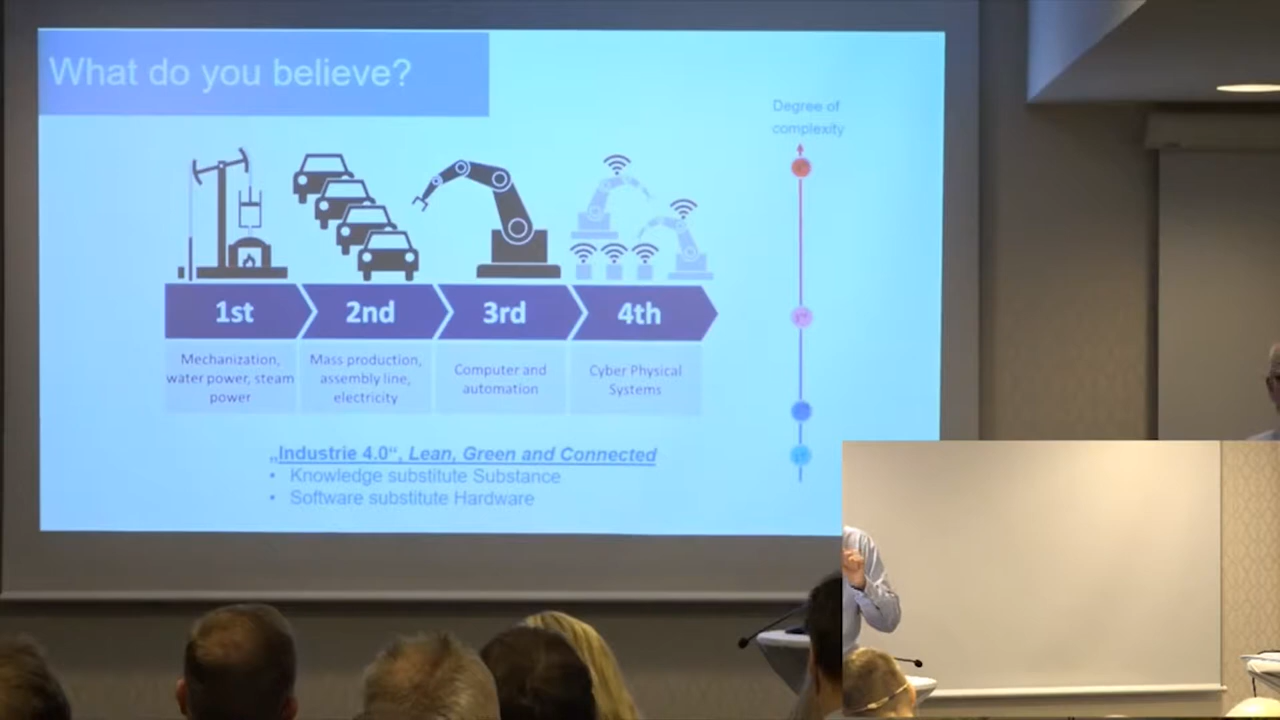 What do you believe?
Degree of
complexity
1st
2nd
3rd
4th
Mechanization,
water power, steam
power
Mass production,
assembly line,
electricity
Computer and
automation
Cyber Physical
Systems
„Industrie 4.0“, Lean, Green and Connected
• Knowledge substitute Substance
• Software substitute Hardware